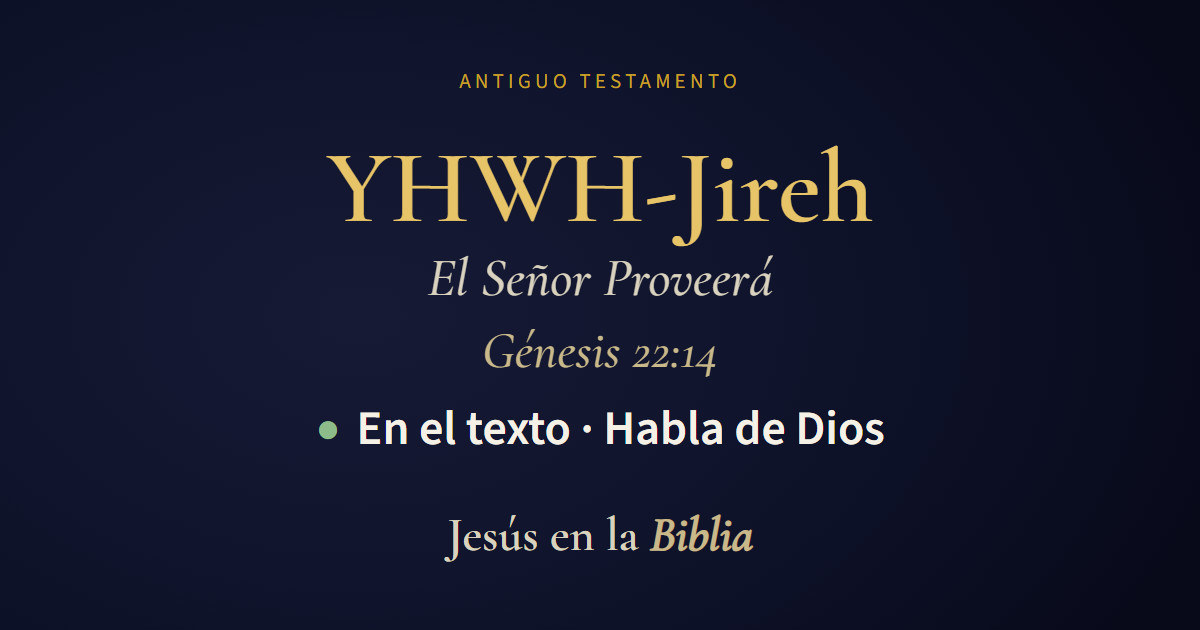 ANTIGUO TESTAMENTO
YHWH-Jireh
El Señor Proveerá
Génesis 22:14
En el texto · Habla de Dios
Jesús en la Biblia